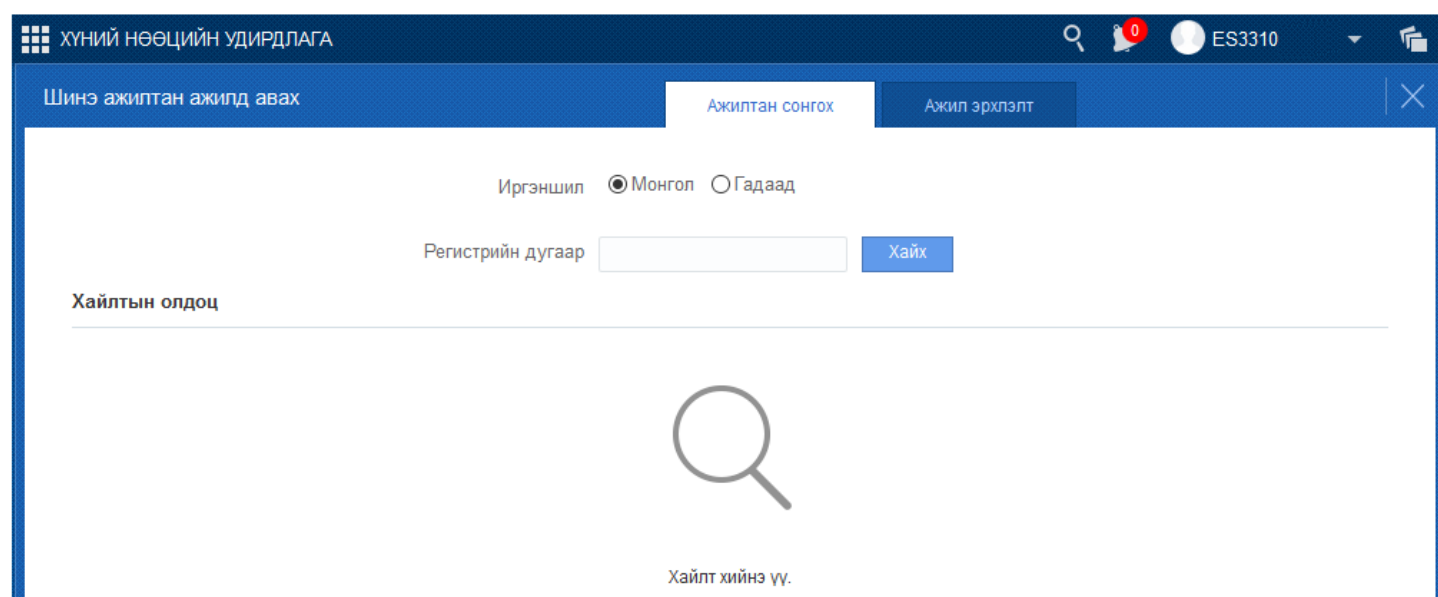 ХҮНИЙ НӨӨЦИЙН УДИРДЛАГА 0 ES3310
Шинэ ажилтан ажилд авах Ажилтан сонгох Ажил эрхлэлт
Иргэншил Монгол Гадаад
Регистрийн дугаар Хайх
Хайлтын олдоц
Хайлт хийнэ үү.